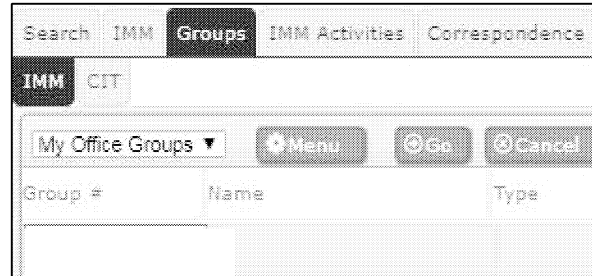 Search IMM Groups IMM Activities Correspondence
IMM CIT
My Office Groups Menu Go Cancel
Group # Name Type